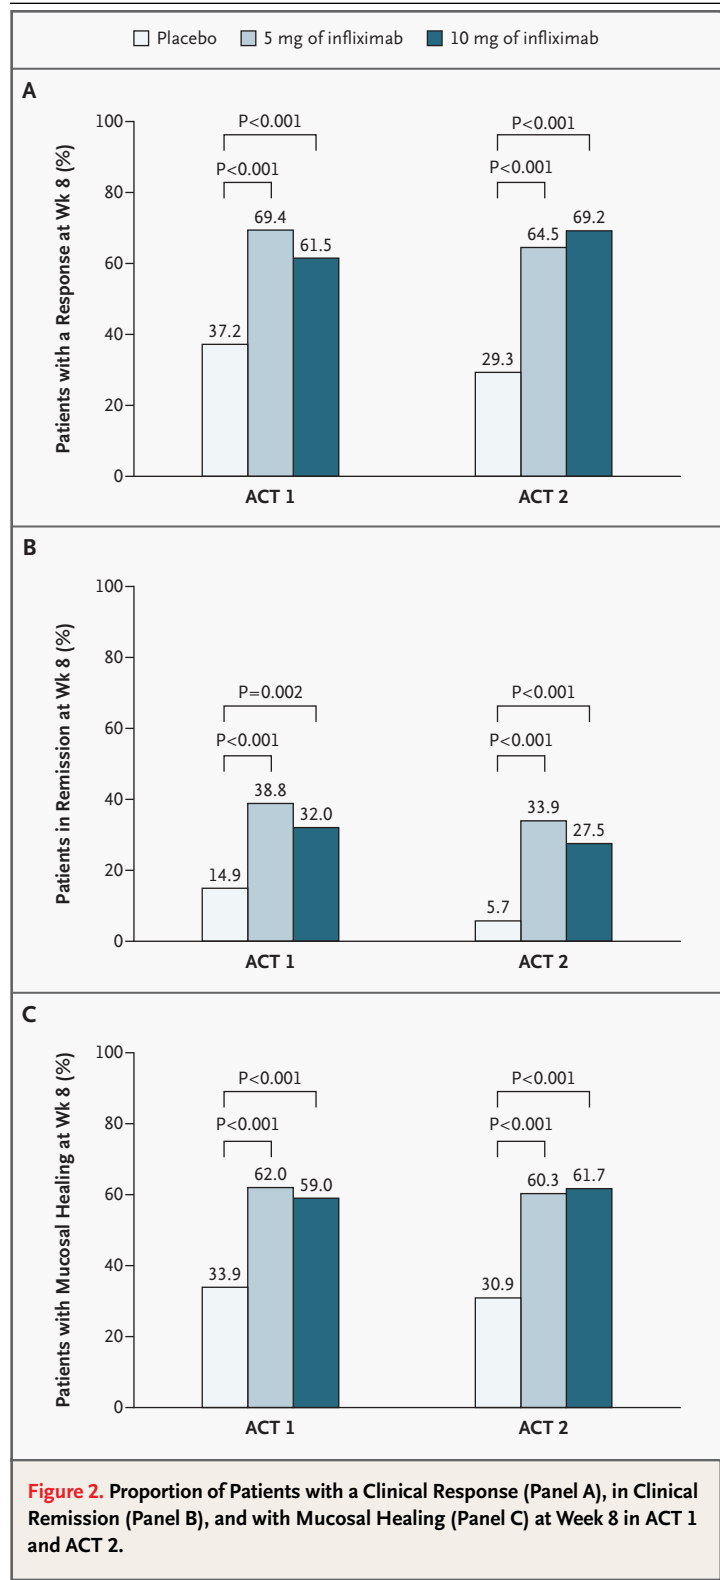 Placebo 5 mg of infliximab 10 mg of infliximab
A
Patients with a Response at Wk 8 (%)
100
80
60
40
20
0
P<0.001
P<0.001
37.2
69.4
61.5
ACT 1
P<0.001
P<0.001
29.3
64.5
69.2
ACT 2
B
Patients in Remission at Wk 8 (%)
100
80
60
40
20
0
P=0.002
P<0.001
14.9
38.8
32.0
ACT 1
P<0.001
P<0.001
5.7
33.9
27.5
ACT 2
C
Patients with Mucosal Healing at Wk 8 (%)
100
80
60
40
20
0
P<0.001
P<0.001
33.9
62.0
59.0
ACT 1
P<0.001
P<0.001
30.9
60.3
61.7
ACT 2
Figure 2. Proportion of Patients with a Clinical Response (Panel A), in Clinical
Remission (Panel B), and with Mucosal Healing (Panel C) at Week 8 in ACT 1
and ACT 2.